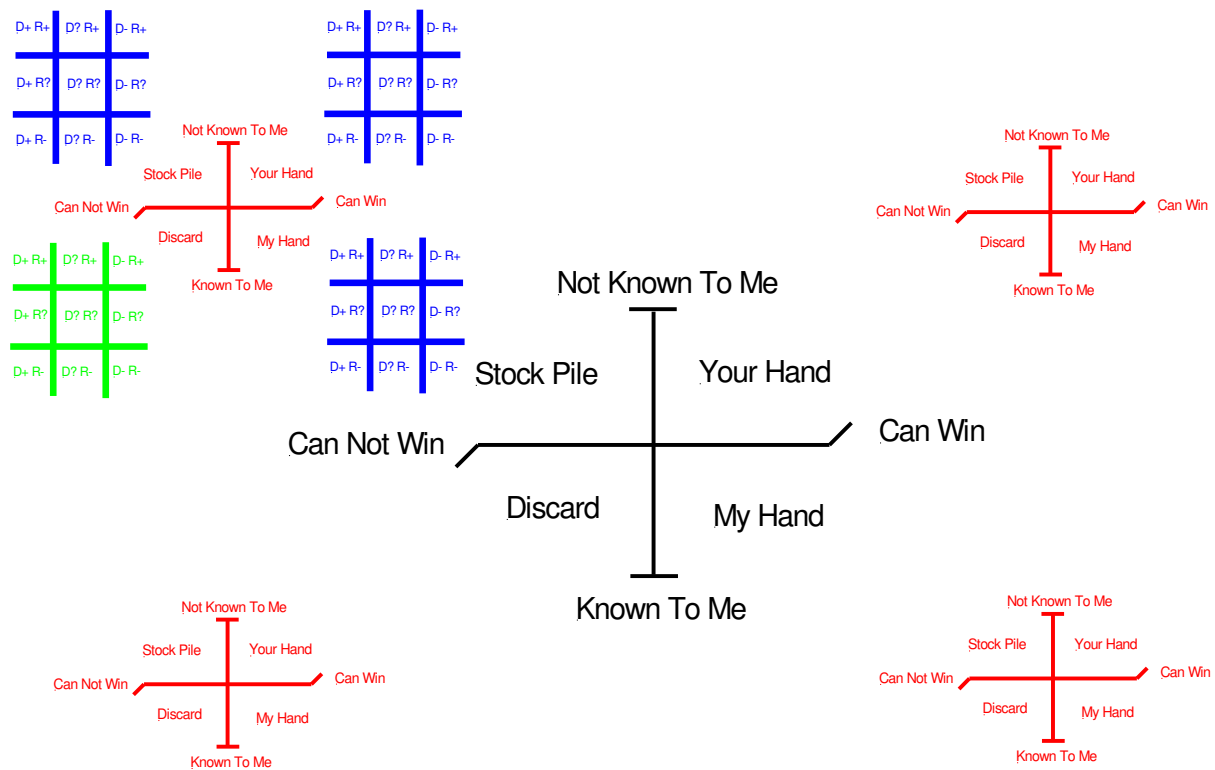 D+ R+ D? R+ D- R+
D+ R? D? R? D- R?
D+ R- D? R- D- R-
D+ R+ D? R+ D- R+
D+ R? D? R? D- R?
D+ R- D? R- D- R-
Not Known To Me
Stock Pile Your Hand
Can Not Win Can Win
Discard My Hand
Known To Me
Not Known To Me
Stock Pile Your Hand
Can Not Win Can Win
Discard My Hand
Known To Me
D+ R+ D? R+ D- R+
D+ R? D? R? D- R?
D+ R- D? R- D- R-
D+ R+ D? R+ D- R+
D+ R? D? R? D- R?
D+ R- D? R- D- R-
Not Known To Me
Stock Pile Your Hand
Can Not Win Can Win
Discard My Hand
Known To Me
Not Known To Me
Stock Pile Your Hand
Can Not Win Can Win
Discard My Hand
Known To Me
Not Known To Me
Stock Pile Your Hand
Can Not Win Can Win
Discard My Hand
Known To Me